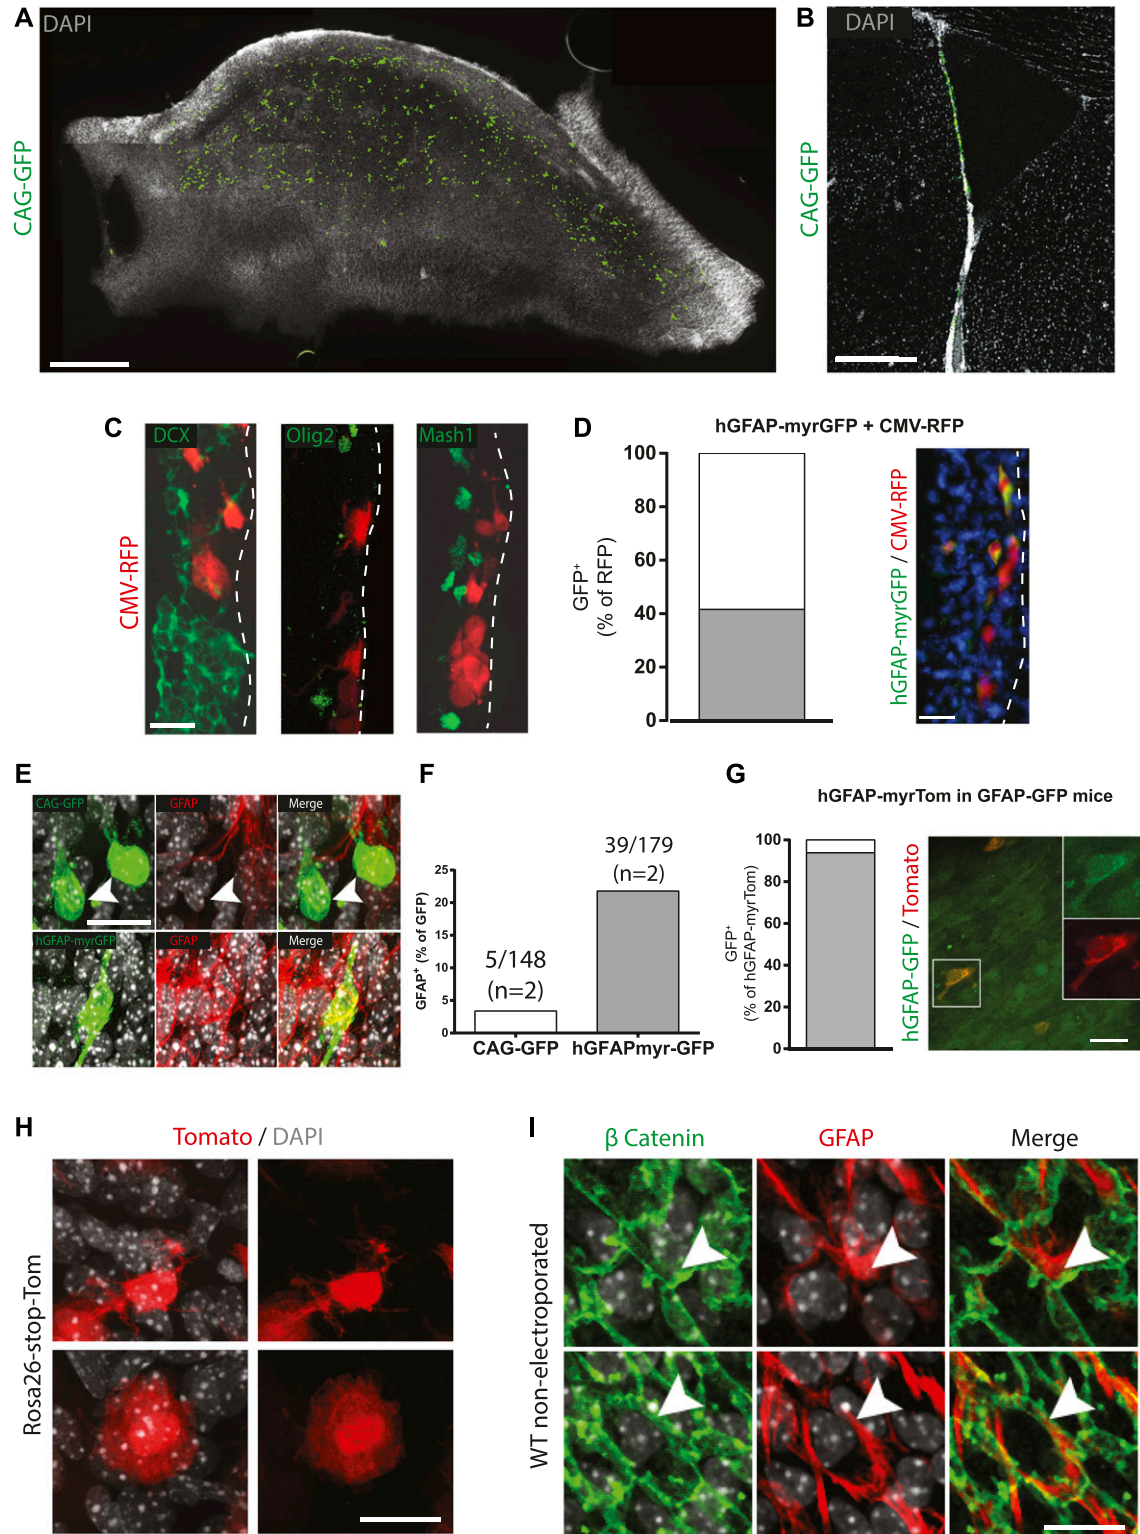 A
DAPI
CAG-GFP
B
DAPI
CAG-GFP
C
DCX
Olig2
Mash1
CMV-RFP
D
hGFAP-myrGFP + CMV-RFP
100
80
60
40
20
0
GFP+
(% of RFP)
hGFAP-myrGFP / CMV-RFP
E
CAG-GFP
GFAP
Merge
hGFAP-myrGFP
GFAP
Merge
F
39/179
(n=2)
5/148
(n=2)
25
20
15
10
5
0
GFAP+ (% of GFP)
CAG-GFP
hGFAPmyr-GFP
G
hGFAP-myrTom in GFAP-GFP mice
100
80
60
40
20
0
GFP+
(% of hGFAP-myrTom)
hGFAP-GFP / Tomato
H
Tomato / DAPI
Rosa26-stop-Tom
I
β Catenin
GFAP
Merge
WT non-electroporated